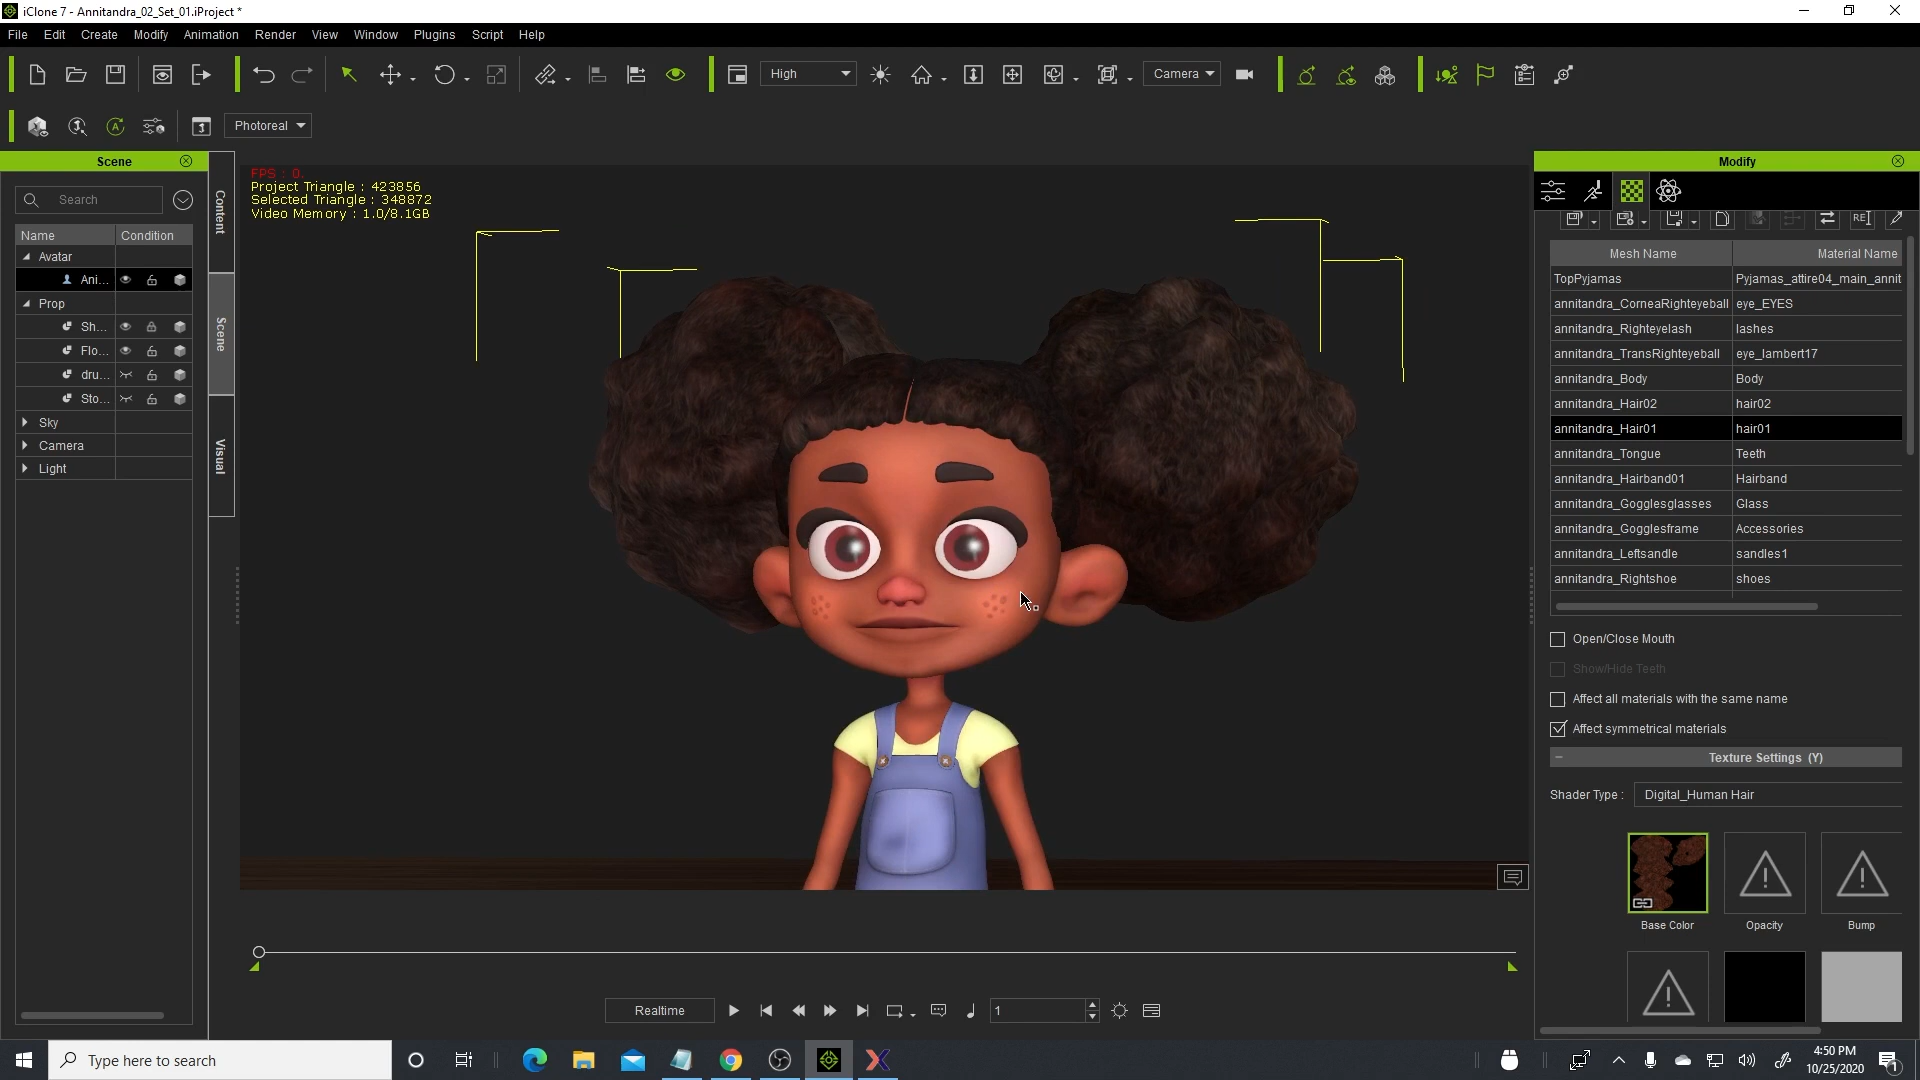 iClone 7 - Annitandra_02_Set_01.iProject *
File Edit Create Modify Animation Render View Window Plugins Script Help
High
Camera
Photoreal
Scene
Search
Name Condition
Avatar
Ani...
Prop
Sh...
Flo...
dru...
Sto...
Sky
Camera
Light
Content
Scene
Visual
FPS : 0.
Project Triangle : 423856
Selected Triangle : 348872
Video Memory : 1.0/8.1GB
Realtime
1
Modify
REI
Mesh Name Material Name
TopPyjamas Pyjamas_attire04_main_annit
annitandra_CorneaRighteyeball eye_EYES
annitandra_Righteyelash lashes
annitandra_TransRighteyeball eye_lambert17
annitandra_Body Body
annitandra_Hair02 hair02
annitandra_Hair01 hair01
annitandra_Tongue Teeth
annitandra_Hairband01 Hairband
annitandra_Gogglesglasses Glass
annitandra_Gogglesframe Accessories
annitandra_Leftsandle sandles1
annitandra_Rightshoe shoes
Open/Close Mouth
Show/Hide Teeth
Affect all materials with the same name
Affect symmetrical materials
Texture Settings (Y)
Shader Type : Digital_Human Hair
Base Color Opacity Bump
Type here to search
4:50 PM
10/25/2020
1